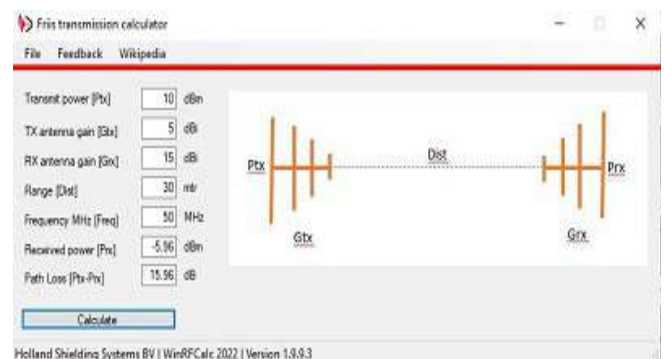 Friis transmission calculator
File Feedback Wikipedia
Transmit power [Ptx] 10 dBm
TX antenna gain [Gtx] 5 dBi
RX antenna gain [Grx] 15 dBi
Range [Dist] 30 mtr
Frequency MHz [Freq] 50 MHz
Received power [Prx] -5.96 dBm
Path Loss [Ptx-Prx] 15.96 dB
Calculate
Ptx
Dist
Prx
Gtx
Grx
Holland Shielding Systems BV | WinRFCalc 2022 | Version 1.9.9.3